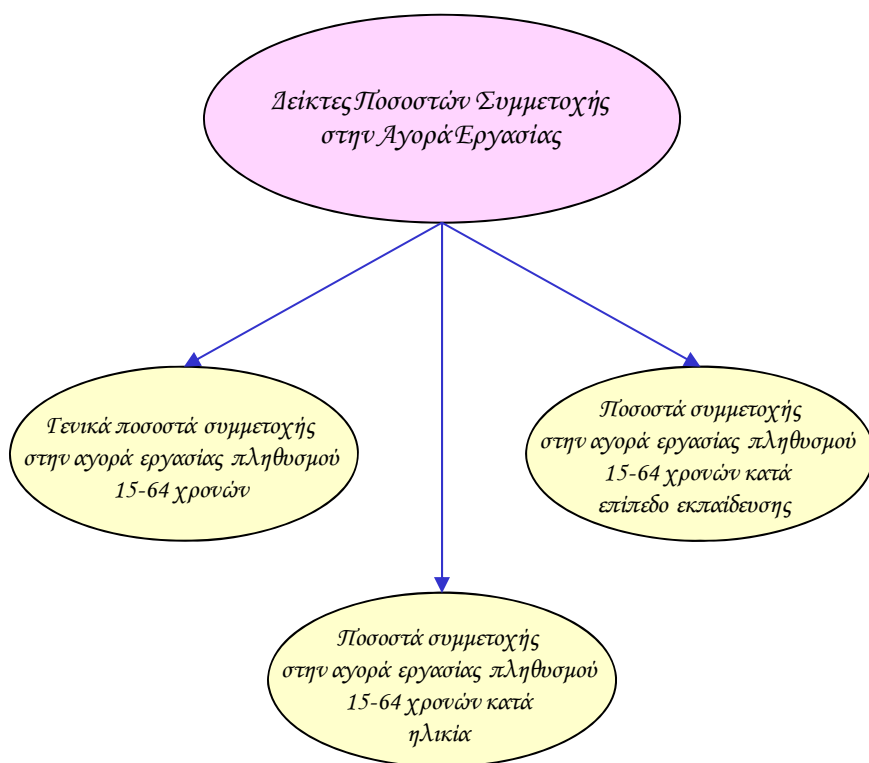 Δείκτες Ποσοστών Συμμετοχής
στην Αγορά Εργασίας
Γενικά ποσοστά συμμετοχής
στην αγορά εργασίας πληθυσμού
15-64 χρονών
Ποσοστά συμμετοχής
στην αγορά εργασίας πληθυσμού
15-64 χρονών κατά
επίπεδο εκπαίδευσης
Ποσοστά συμμετοχής
στην αγορά εργασίας πληθυσμού
15-64 χρονών κατά
ηλικία